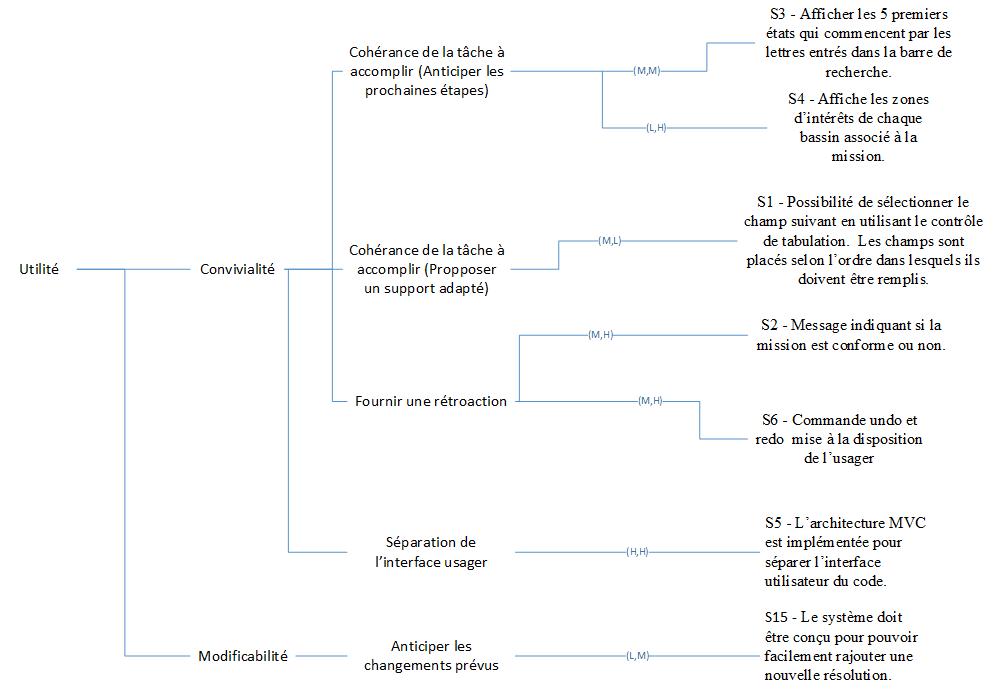 Utilité
Convivialité
Cohérance de la tâche à
accomplir (Anticiper les
prochaines étapes)
(M,M)
S3 - Afficher les 5 premiers
états qui commencent par les
lettres entrés dans la barre de
recherche.
(L,H)
S4 - Affiche les zones
d’intérêts de chaque
bassin associé à la
mission.
Cohérance de la tâche à
accomplir (Propposer
un support adapté)
(M,L)
S1 - Possibilité de sélectionner le
champ suivant en utilisant le contrôle
de tabulation. Les champs sont
placés selon l’ordre dans lesquels ils
doivent être remplis.
Fournir une rétroaction
(M,H)
S2 - Message indiquant si la
mission est conforme ou non.
(M,H)
S6 - Commande undo et
redo mise à la disposition
de l’usager
Séparation de
l’interface usager
(H,H)
S5 - L’architecture MVC
est implémentée pour
séparer l’interface
utilisateur du code.
Modificabilité
Anticiper les
changements prévus
(L,M)
S15 - Le système doit
être conçu pour pouvoir
facilement rajouter une
nouvelle résolution.